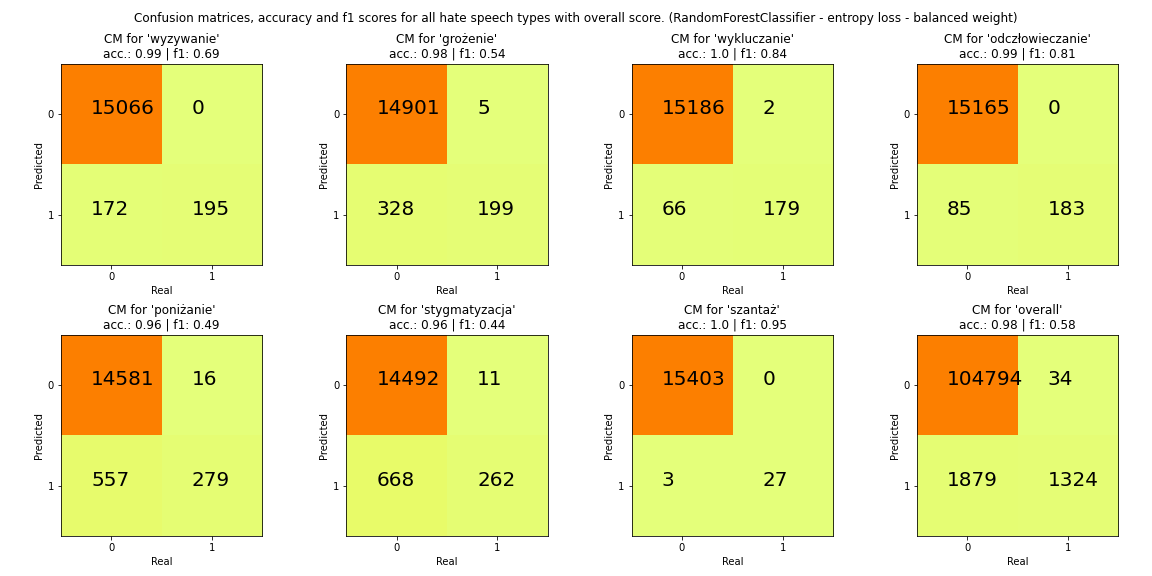 Confusion matrices, accuracy and f1 scores for all hate speech types with overall score. (RandomForestClassifier - entropy loss - balanced weight)
CM for 'wyzywanie'
acc.: 0.99 | f1: 0.69
0
15066 0
Predicted
1
172 195
0 1
Real
CM for 'grożenie'
acc.: 0.98 | f1: 0.54
0
14901 5
Predicted
1
328 199
0 1
Real
CM for 'wykluczanie'
acc.: 1.0 | f1: 0.84
0
15186 2
Predicted
1
66 179
0 1
Real
CM for 'odczłowieczanie'
acc.: 0.99 | f1: 0.81
0
15165 0
Predicted
1
85 183
0 1
Real
CM for 'poniżanie'
acc.: 0.96 | f1: 0.49
0
14581 16
Predicted
1
557 279
0 1
Real
CM for 'stygmatyzacja'
acc.: 0.96 | f1: 0.44
0
14492 11
Predicted
1
668 262
0 1
Real
CM for 'szantaż'
acc.: 1.0 | f1: 0.95
0
15403 0
Predicted
1
3 27
0 1
Real
CM for 'overall'
acc.: 0.98 | f1: 0.58
0
104794 34
Predicted
1
1879 1324
0 1
Real